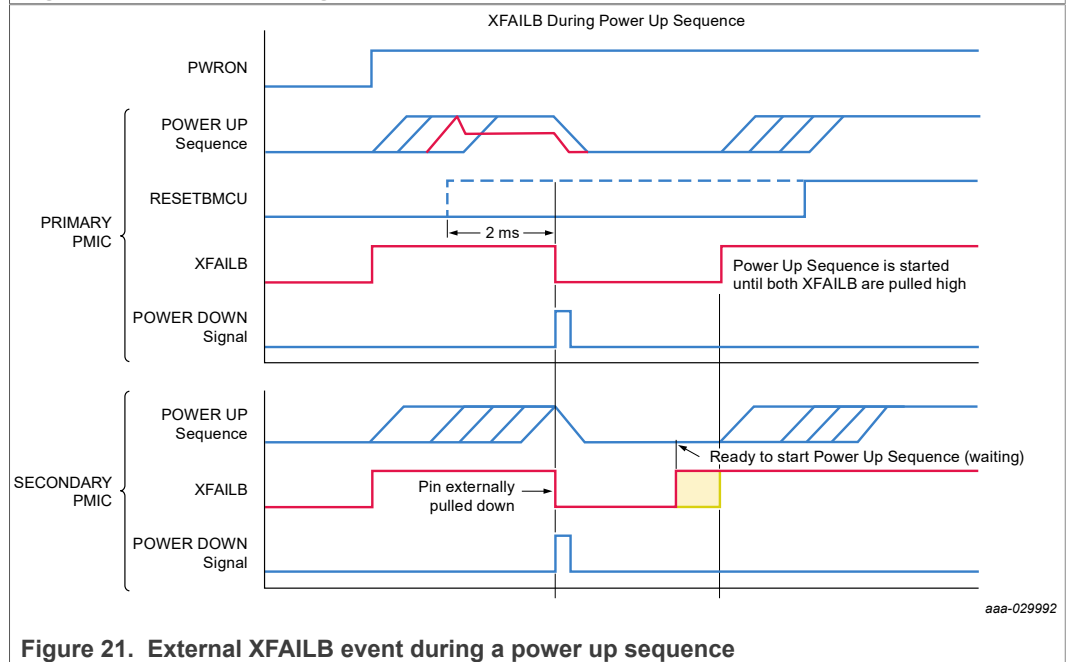 XFAILB During Power Up Sequence
PWRON
POWER UP
Sequence
RESETBMCU
2 ms
PRIMARY
PMIC
XFAILB
Power Up Sequence is started
until both XFAILB are pulled high
POWER DOWN
Signal
POWER UP
Sequence
Ready to start Power Up Sequence (waiting)
SECONDARY
PMIC
XFAILB
Pin externally
pulled down
POWER DOWN
Signal
aaa-029992
Figure 21. External XFAILB event during a power up sequence